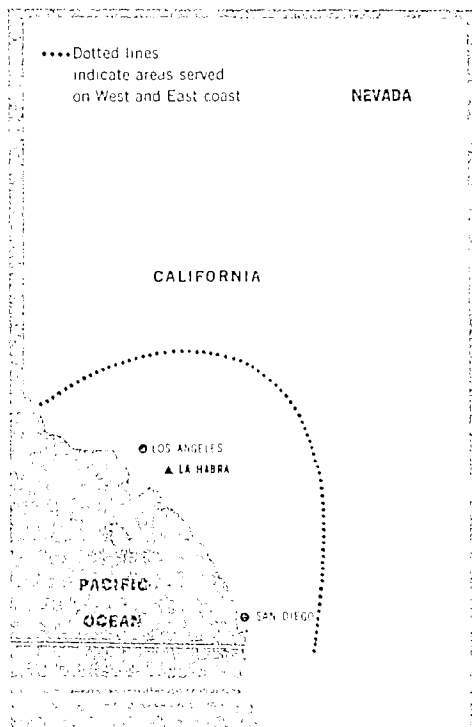 Dotted lines
indicate areas served
on West and East coast
NEVADA
CALIFORNIA
LOS ANGELES
LA HABRA
PACIFIC
OCEAN
SAN DIEGO